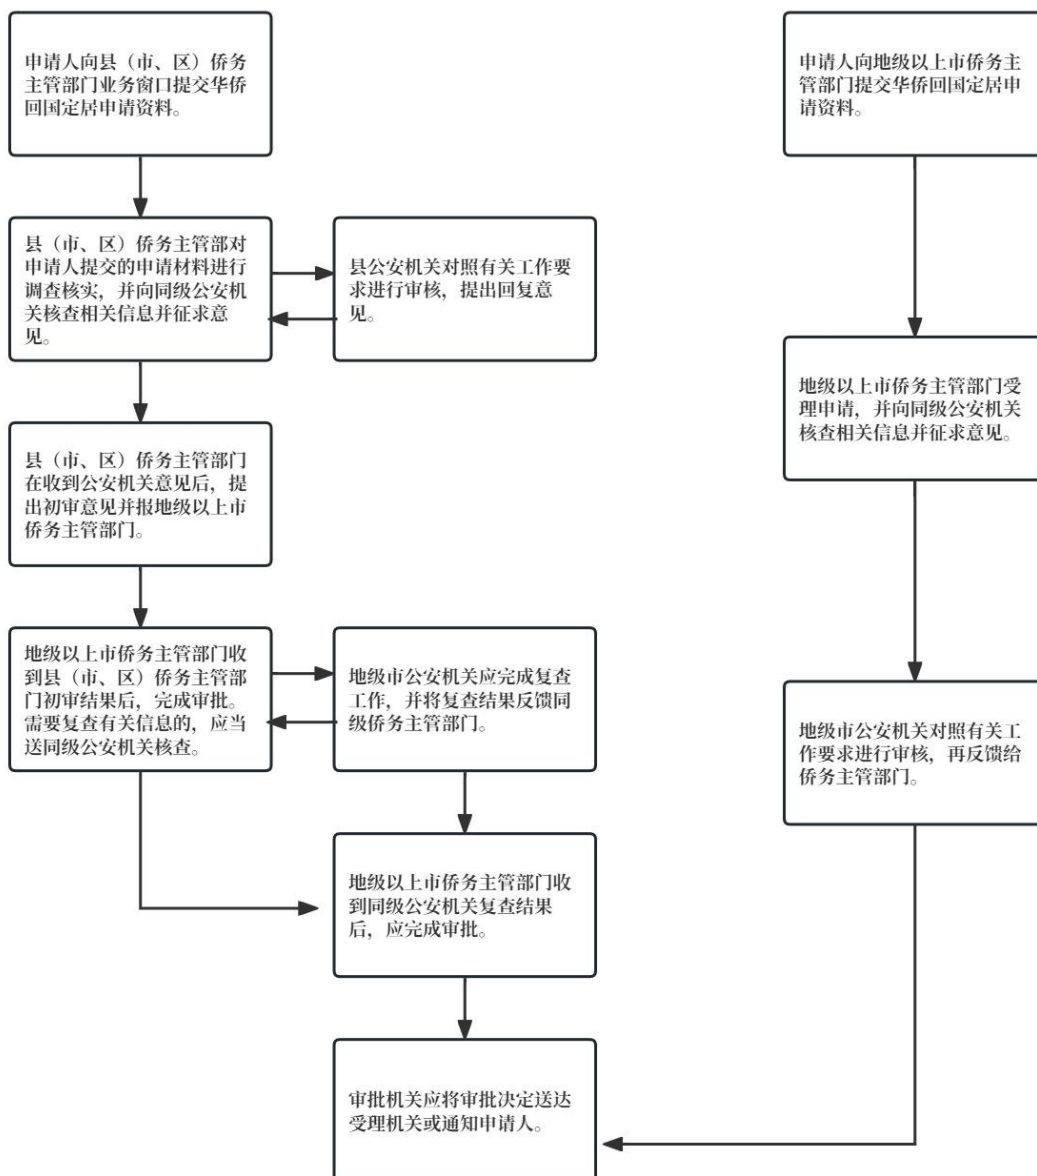 申请人向县（市、区）侨务
主管部门业务窗口提交华侨
回国定居申请资料。
县（市、区）侨务主管部对
申请人提交的申请材料进行
调查核实，并向同级公安机
关核查相关信息并征求意
见。
县公安机关对照有关工作要
求进行审核，提出回复意
见。
县（市、区）侨务主管部门
在收到公安机关意见后，提
出初审意见并报地级以上市
侨务主管部门。
地级以上市侨务主管部门收
到县（市、区）侨务主管部
门初审结果后，完成审批。
需要复查有关信息的，应当
送同级公安机关核查。
地级市公安机关应完成复查
工作，并将复查结果反馈同
级侨务主管部门。
地级以上市侨务主管部门收
到同级公安机关复查结果
后，应完成审批。
审批机关应将审批决定送达
受理机关或通知申请人。
申请人向地级以上市侨务主
管部门提交华侨回国定居申
请资料。
地级以上市侨务主管部门受
理申请，并向同级公安机关
核查相关信息并征求意见。
地级市公安机关对照有关工
作要求进行审核，再反馈给
侨务主管部门。